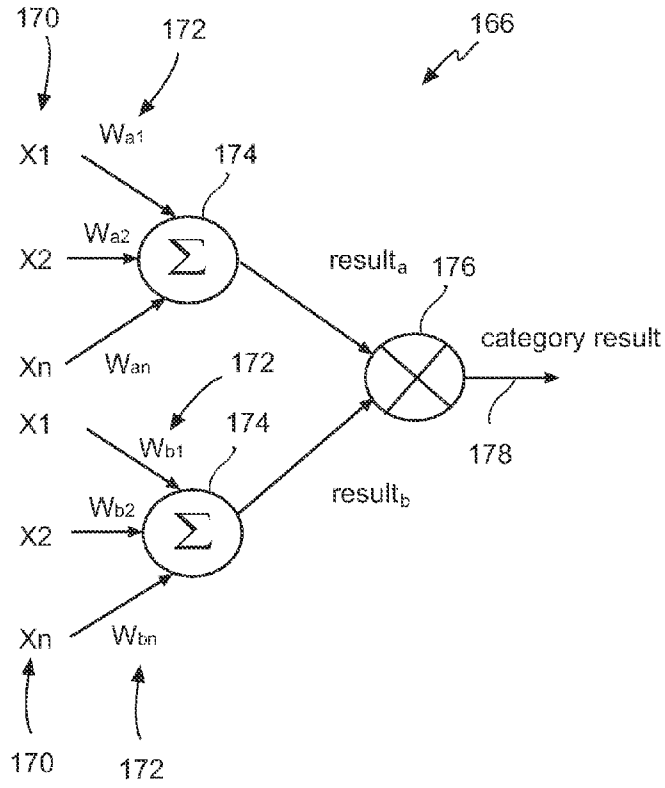 170
172
166
Wa1
X1
174
Wa2
X2
Σ
resulta
176
category result
Xn
Wan
172
X1
174
Wb1
178
Wb2
resultb
X2
Σ
Xn
Wbn
170
172